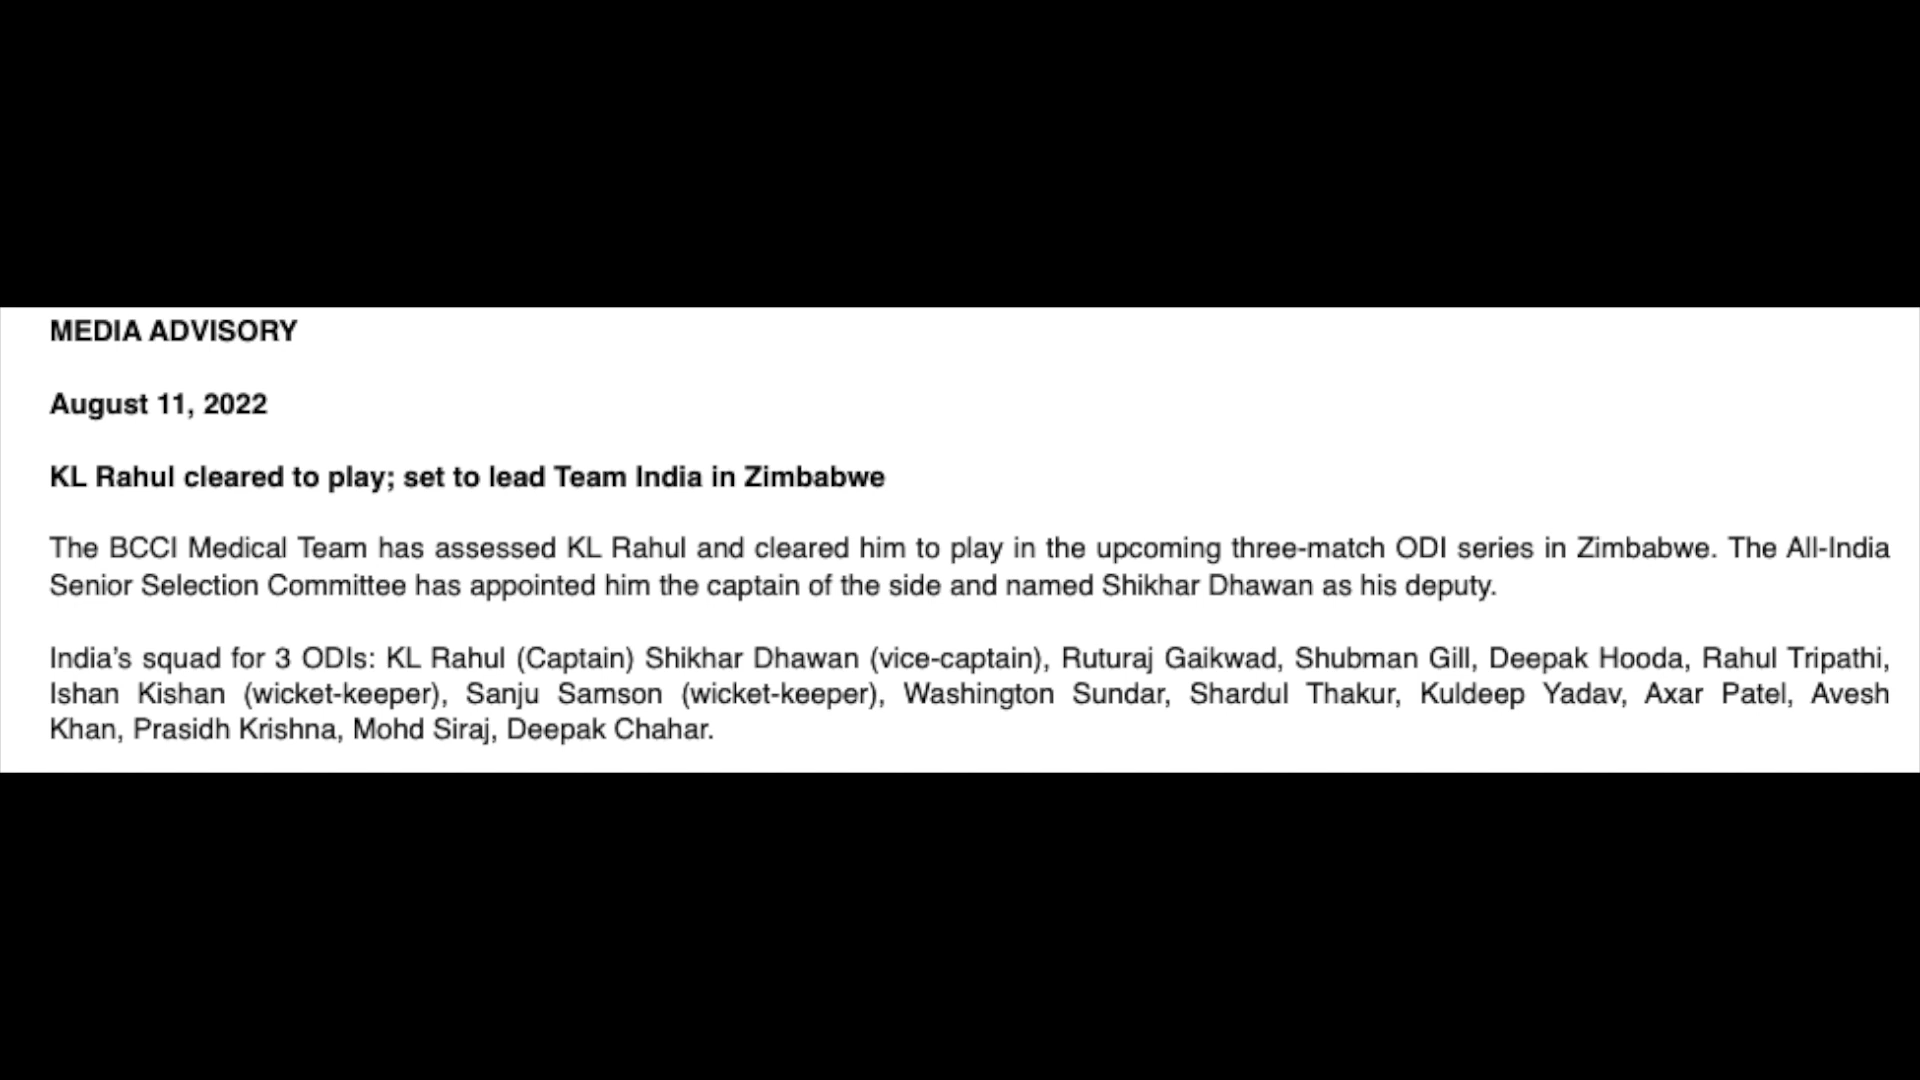 MEDIA ADVISORY
August 11, 2022
KL Rahul cleared to play; set to lead Team India in Zimbabwe
The BCCI Medical Team has assessed KL Rahul and cleared him to play in the upcoming three-match ODI series in Zimbabwe. The All-India
Senior Selection Committee has appointed him the captain of the side and named Shikhar Dhawan as his deputy.
India’s squad for 3 ODIs: KL Rahul (Captain) Shikhar Dhawan (vice-captain), Ruturaj Gaikwad, Shubman Gill, Deepak Hooda, Rahul Tripathi,
Ishan Kishan (wicket-keeper), Sanju Samson (wicket-keeper), Washington Sundar, Shardul Thakur, Kuldeep Yadav, Axar Patel, Avesh
Khan, Prasidh Krishna, Mohd Siraj, Deepak Chahar.